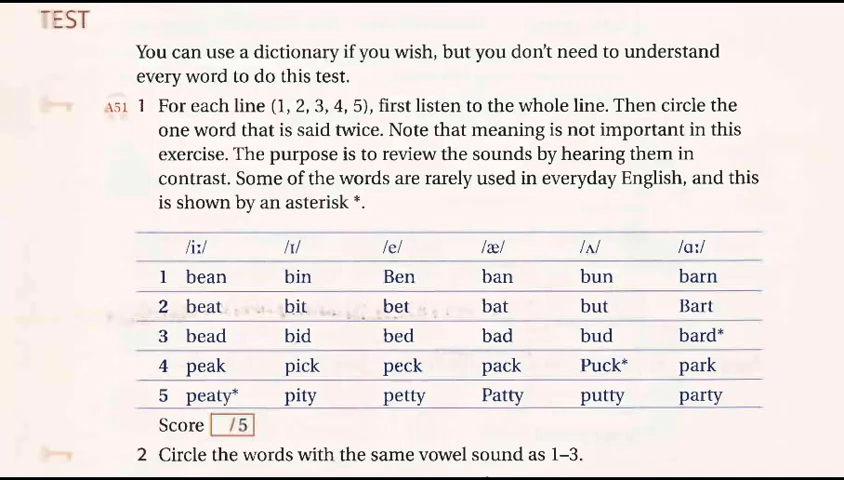 TEST
You can use a dictionary if you wish, but you don't need to understand
every word to do this test.
A51 1 For each line (1, 2, 3, 4, 5), first listen to the whole line. Then circle the
one word that is said twice. Note that meaning is not important in this
exercise. The purpose is to review the sounds by hearing them in
contrast. Some of the words are rarely used in everyday English, and this
is shown by an asterisk *.
/iː/ /ɪ/ /e/ /æ/ /ʌ/ /ɑː/
1 bean bin Ben ban bun barn
2 beat bit bet bat but Bart
3 bead bid bed bad bud bard*
4 peak pick peck pack Puck* park
5 peaty* pity petty Patty putty party
Score /5
2 Circle the words with the same vowel sound as 1–3.